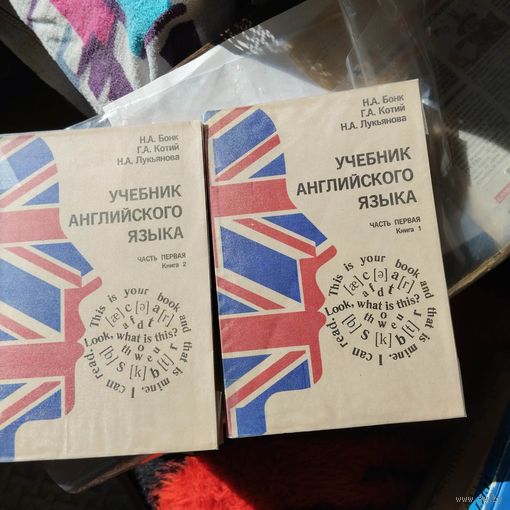 Н.А. Бонк
Г.А. Котий
Н.А. Лукьянова
УЧЕБНИК
АНГЛИЙСКОГО
ЯЗЫКА
ЧАСТЬ ПЕРВАЯ
Книга 2
This is your book and that is mine. I can read.
Look, what is this?
[æ] c [ə] a [r]
a f d t
o
th w e u r
[b] S [k] q [ı]
Н.А. Бонк
Г.А. Котий
Н.А. Лукьянова
УЧЕБНИК
АНГЛИЙСКОГО
ЯЗЫКА
ЧАСТЬ ПЕРВАЯ
Книга 1
This is your book and that is mine. I can read.
Look, what is this?
[æ] c [ə] a [r]
a f d t
o
th w e u r
[b] S [k] q [ı]